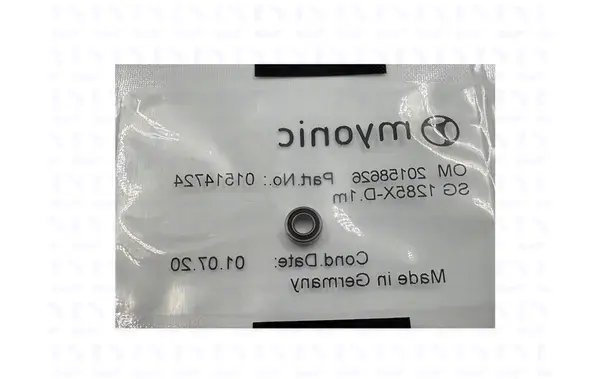 myonic
OM 20158626 Part.No.: 01514724
SG 1285X-D.1m
Cond.Date: 01.07.20
Made in Germany